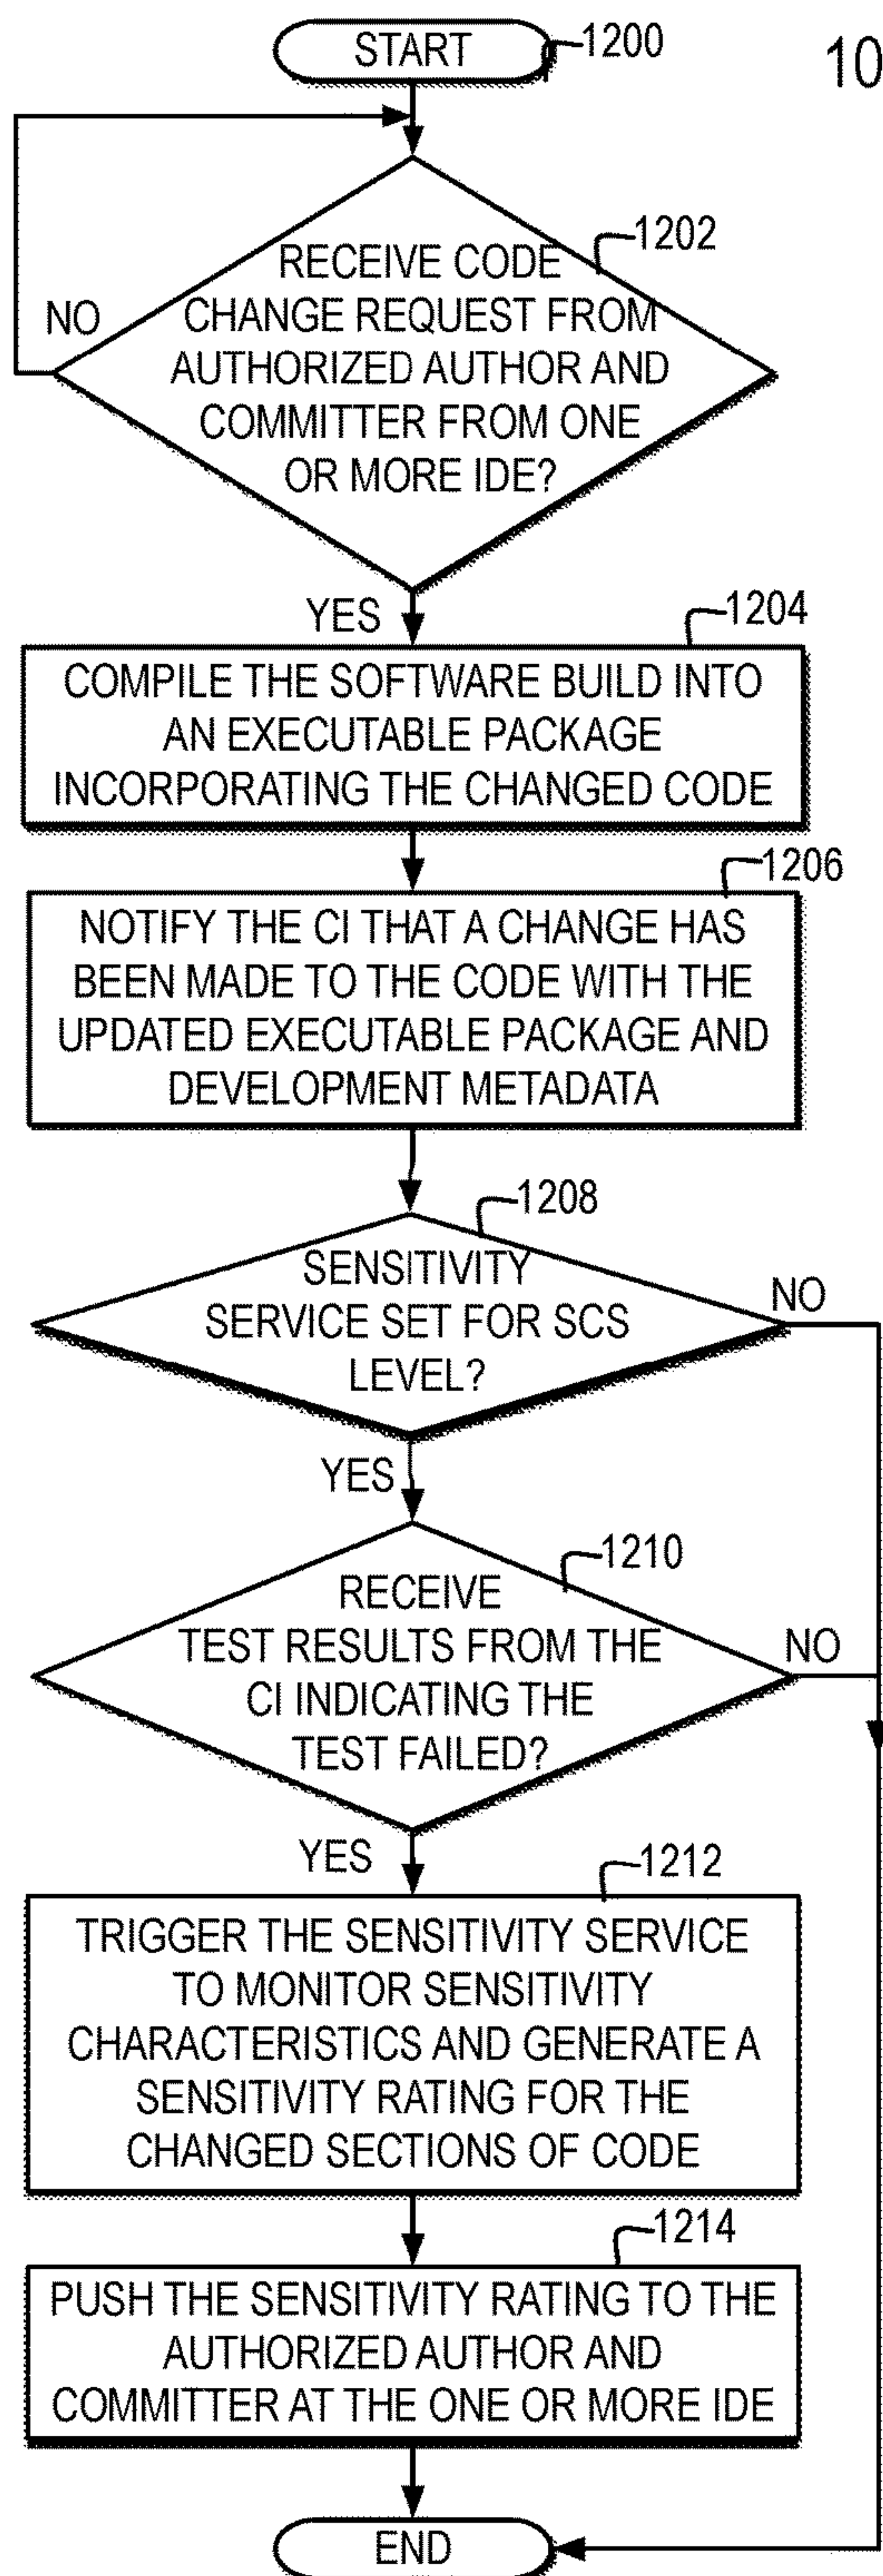 START
1200
10
1202
RECEIVE CODE
CHANGE REQUEST FROM
AUTHORIZED AUTHOR AND
COMMITTER FROM ONE
OR MORE IDE?
NO
YES
1204
COMPILE THE SOFTWARE BUILD INTO
AN EXECUTABLE PACKAGE
INCORPORATING THE CHANGED CODE
1206
NOTIFY THE CI THAT A CHANGE HAS
BEEN MADE TO THE CODE WITH THE
UPDATED EXECUTABLE PACKAGE AND
DEVELOPMENT METADATA
1208
SENSITIVITY
SERVICE SET FOR SCS
LEVEL?
NO
YES
1210
RECEIVE
TEST RESULTS FROM THE
CI INDICATING THE
TEST FAILED?
NO
YES
1212
TRIGGER THE SENSITIVITY SERVICE
TO MONITOR SENSITIVITY
CHARACTERISTICS AND GENERATE A
SENSITIVITY RATING FOR THE
CHANGED SECTIONS OF CODE
1214
PUSH THE SENSITIVITY RATING TO THE
AUTHORIZED AUTHOR AND
COMMITTER AT THE ONE OR MORE IDE
END